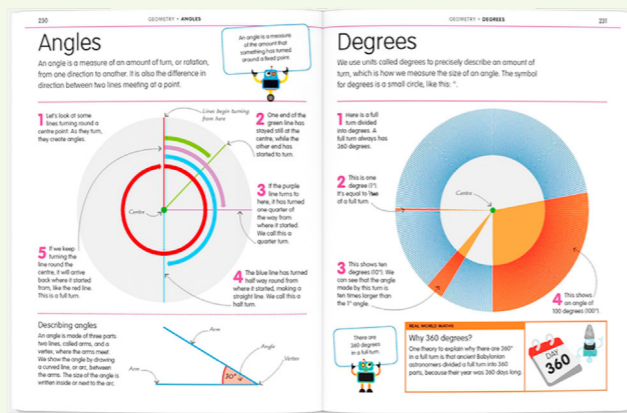 230
GEOMETRY • ANGLES
Angles
An angle is a measure of an amount of turn, or rotation,
from one direction to another. It is also the difference in
direction between two lines meeting at a point.
An angle is a measure
of the amount that
something has turned
around a fixed point.
1 Let's look at some
lines turning round a
centre point. As they turn,
they create angles.
Lines begin turning
from here
2 One end of the
green line has
stayed still at the
centre, while the
other end has
started to turn.
3 If the purple
line turns to
here, it has turned
one quarter of
the way from
where it started.
We call this a
quarter turn.
Centre
4 The blue line has turned
half way round from
where it started, making a
straight line. We call this a
half turn.
5 If we keep
turning the
line round the
centre, it will arrive
back where it started
from, like the red line.
This is a full turn.
Describing angles
An angle is made of three parts:
two lines, called arms, and a
vertex, where the arms meet.
We show the angle by drawing
a curved line, or arc, between
the arms. The size of the angle is
written inside or next to the arc.
Arm
Angle
Vertex
Arm
30°
GEOMETRY • DEGREES
231
Degrees
We use units called degrees to precisely describe an amount of
turn, which is how we measure the size of an angle. The symbol
for degrees is a small circle, like this: °.
1 Here is a full
turn divided
into degrees. A
full turn always has
360 degrees.
2 This is one
degree (1°).
It's equal to
of a full turn.
Centre
3 This shows ten
degrees (10°). We
can see that the angle
made by this turn is
ten times larger than
the 1° angle.
4 This shows
an angle of
100 degrees (100°).
There are
360 degrees
in a full turn.
REAL WORLD MATHS
Why 360 degrees?
One theory to explain why there are 360°
in a full turn is that ancient Babylonian
astronomers divided a full turn into 360
parts, because their year was 360 days long.
DAY
360